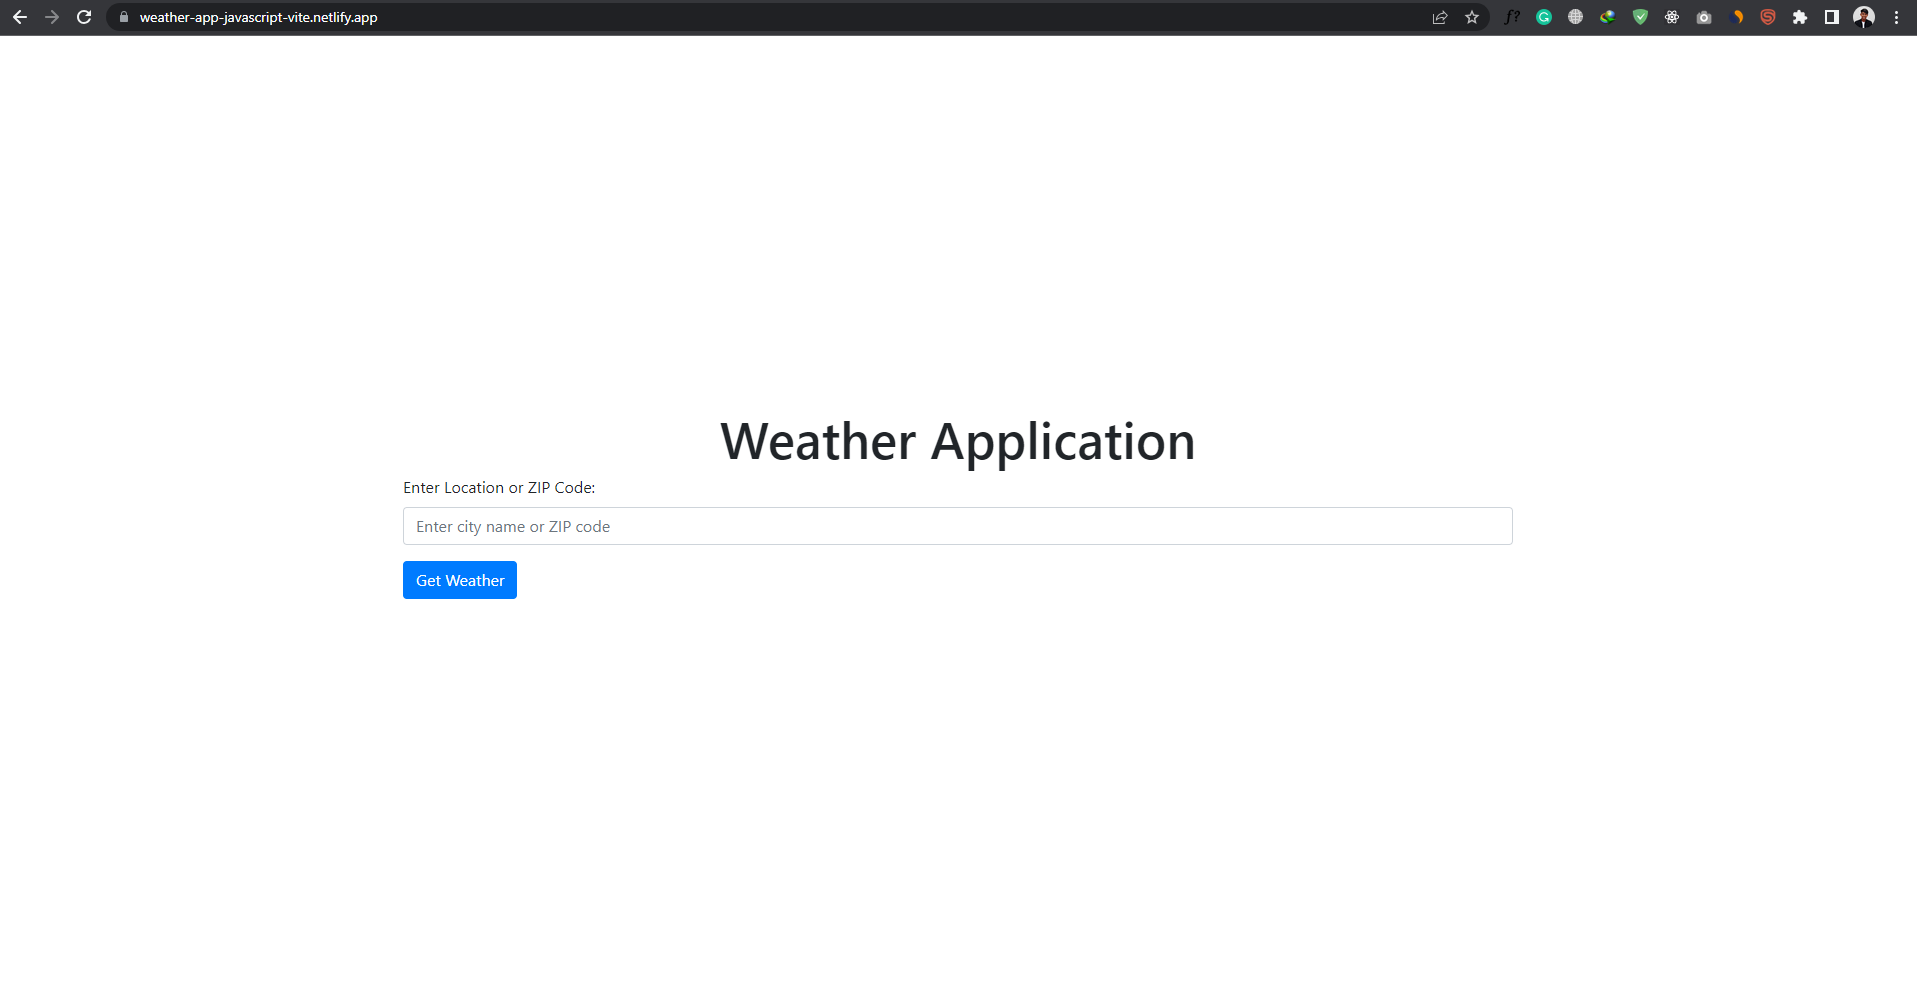 weather-app-javascript-vite.netlify.app
f?
Weather Application
Enter Location or ZIP Code:
Enter city name or ZIP code
Get Weather